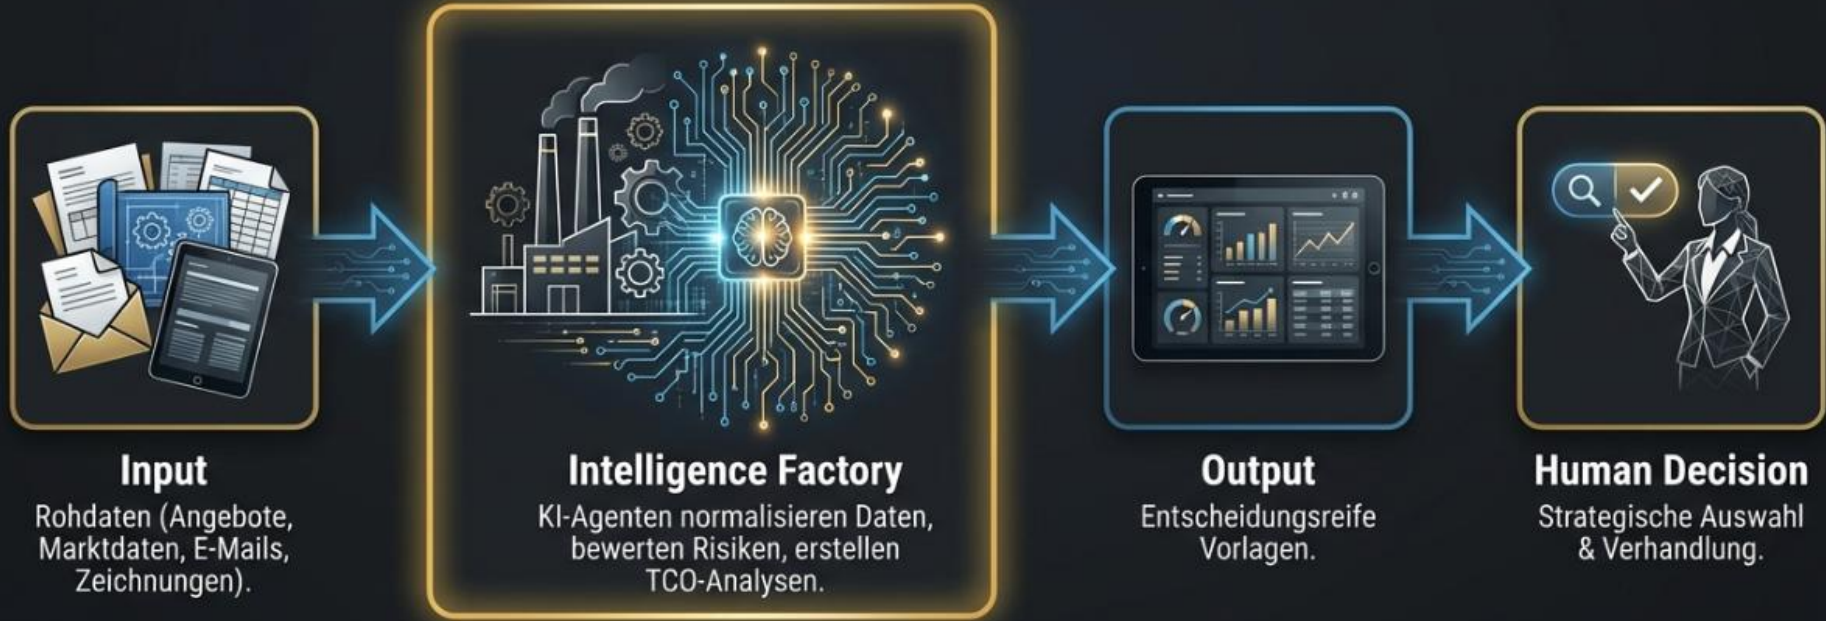 Input
Rohdaten (Angebote,
Marktdaten, E-Mails,
Zeichnungen).
Intelligence Factory
KI-Agenten normalisieren Daten,
bewerten Risiken, erstellen
TCO-Analysen.
Output
Entscheidungsreife
Vorlagen.
Human Decision
Strategische Auswahl
& Verhandlung.